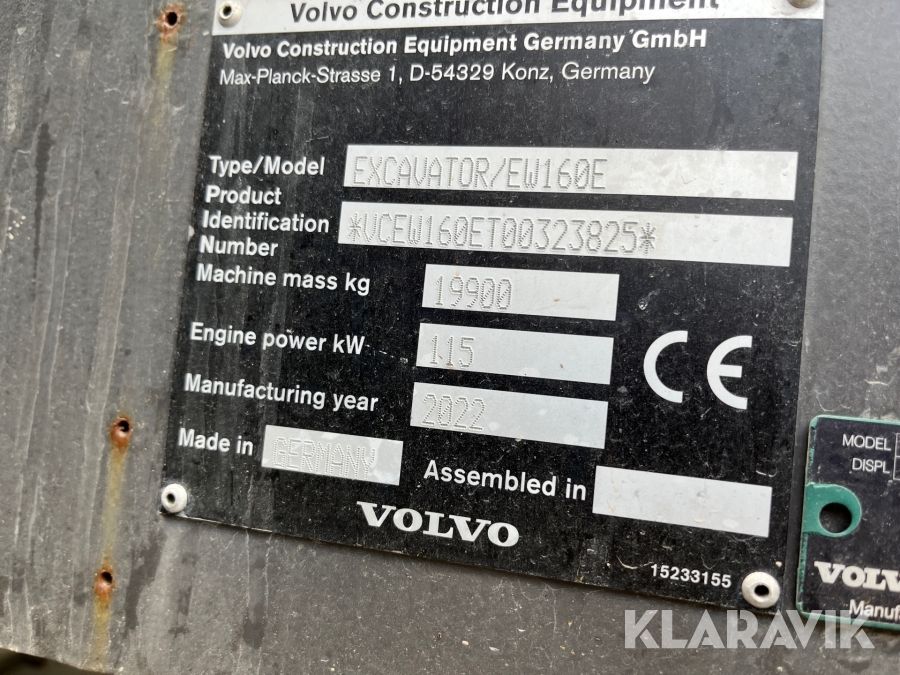 Volvo Construction Equipment
Volvo Construction Equipment Germany GmbH
Max-Planck-Strasse 1, D-54329 Konz, Germany
Type/Model EXCAVATOR/EW160E
Product
Identification
Number *VCEW160ET00323825*
Machine mass kg 19900
Engine power kW 115
Manufacturing year 2022
Made in GERMANY
Assembled in
VOLVO
15233155
CE
MODEL
DISPL
VOLV
Manuf
KLARAVIK